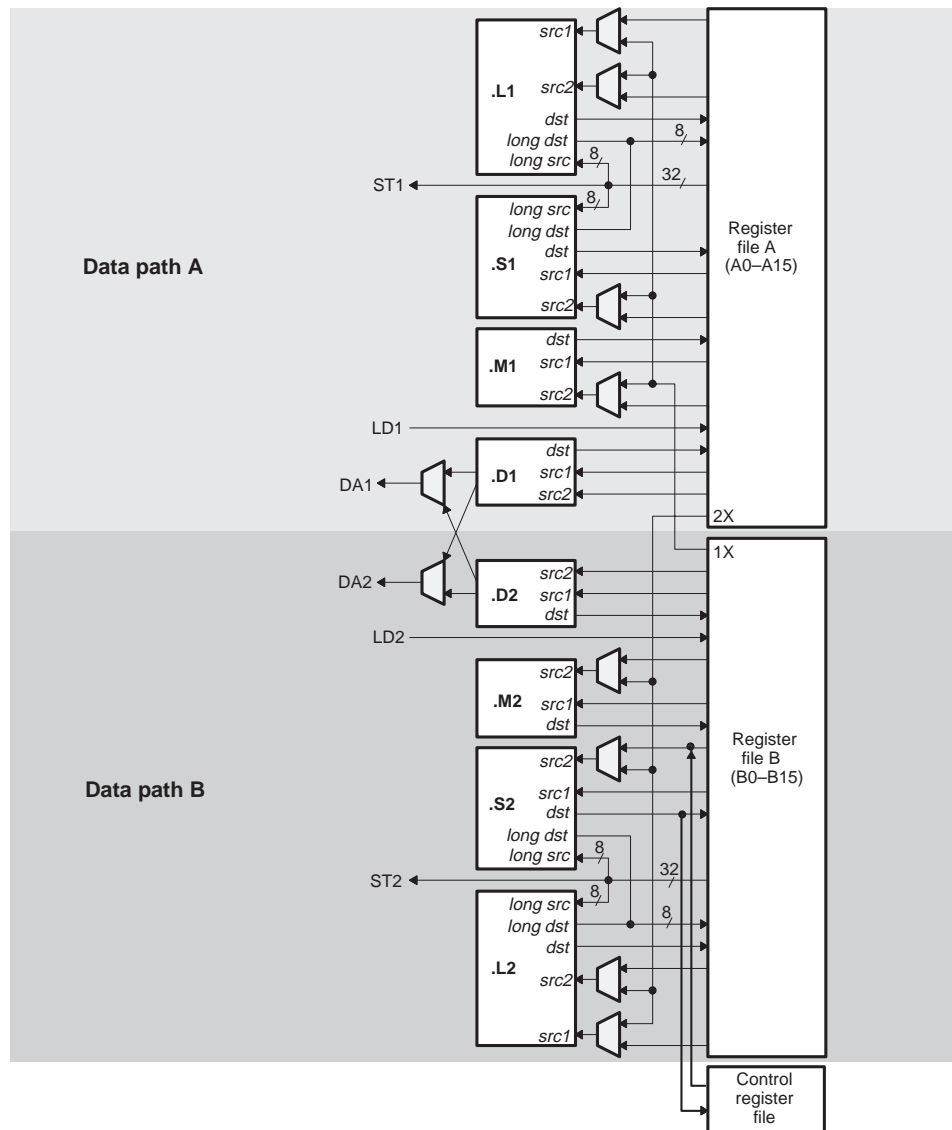 src1
.L1
src2
dst
8
long dst
8
long src
32
ST1
8
long src
long dst
Register
file A
(A0–A15)
dst
Data path A
.S1
src1
src2
dst
.M1
src1
src2
LD1
dst
.D1
src1
DA1
src2
2X
1X
src2
DA2
.D2
src1
dst
LD2
src2
.M2
src1
dst
Register
file B
(B0–B15)
src2
Data path B
src1
.S2
dst
long dst
8
long src
32
ST2
8
long src
8
long dst
dst
.L2
src2
src1
Control
register
file